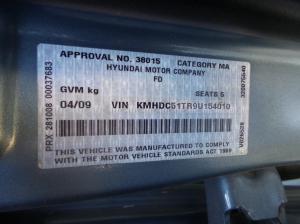 APPROVAL NO. 38015 CATEGORY MA
HYUNDAI MOTOR COMPANY
FD
GVM kg SEATS 5
04/09 VIN KMHDC51TR9U154010
THIS VEHICLE WAS MANUFACTURED TO COMPLY
WITH THE MOTOR VEHICLE STANDARDS ACT 1989
PRX 281008 00037683